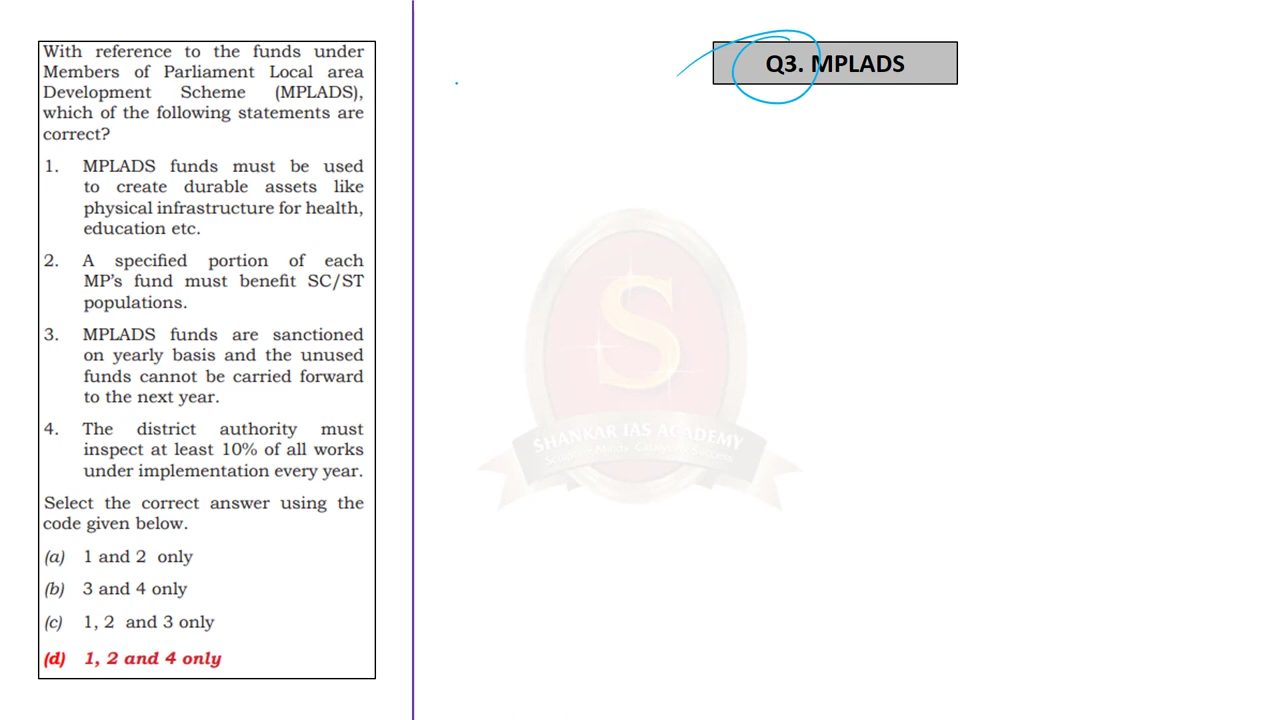 With reference to the funds under
Members of Parliament Local area
Development Scheme (MPLADS),
which of the following statements are
correct?
1. MPLADS funds must be used
to create durable assets like
physical infrastructure for health,
education etc.
2. A specified portion of each
MP's fund must benefit SC/ST
populations.
3. MPLADS funds are sanctioned
on yearly basis and the unused
funds cannot be carried forward
to the next year.
4. The district authority must
inspect at least 10% of all works
under implementation every year.
Select the correct answer using the
code given below.
(a) 1 and 2 only
(b) 3 and 4 only
(c) 1, 2 and 3 only
(d) 1, 2 and 4 only
Q3. MPLADS
S
SHANKAR IAS ACADEMY